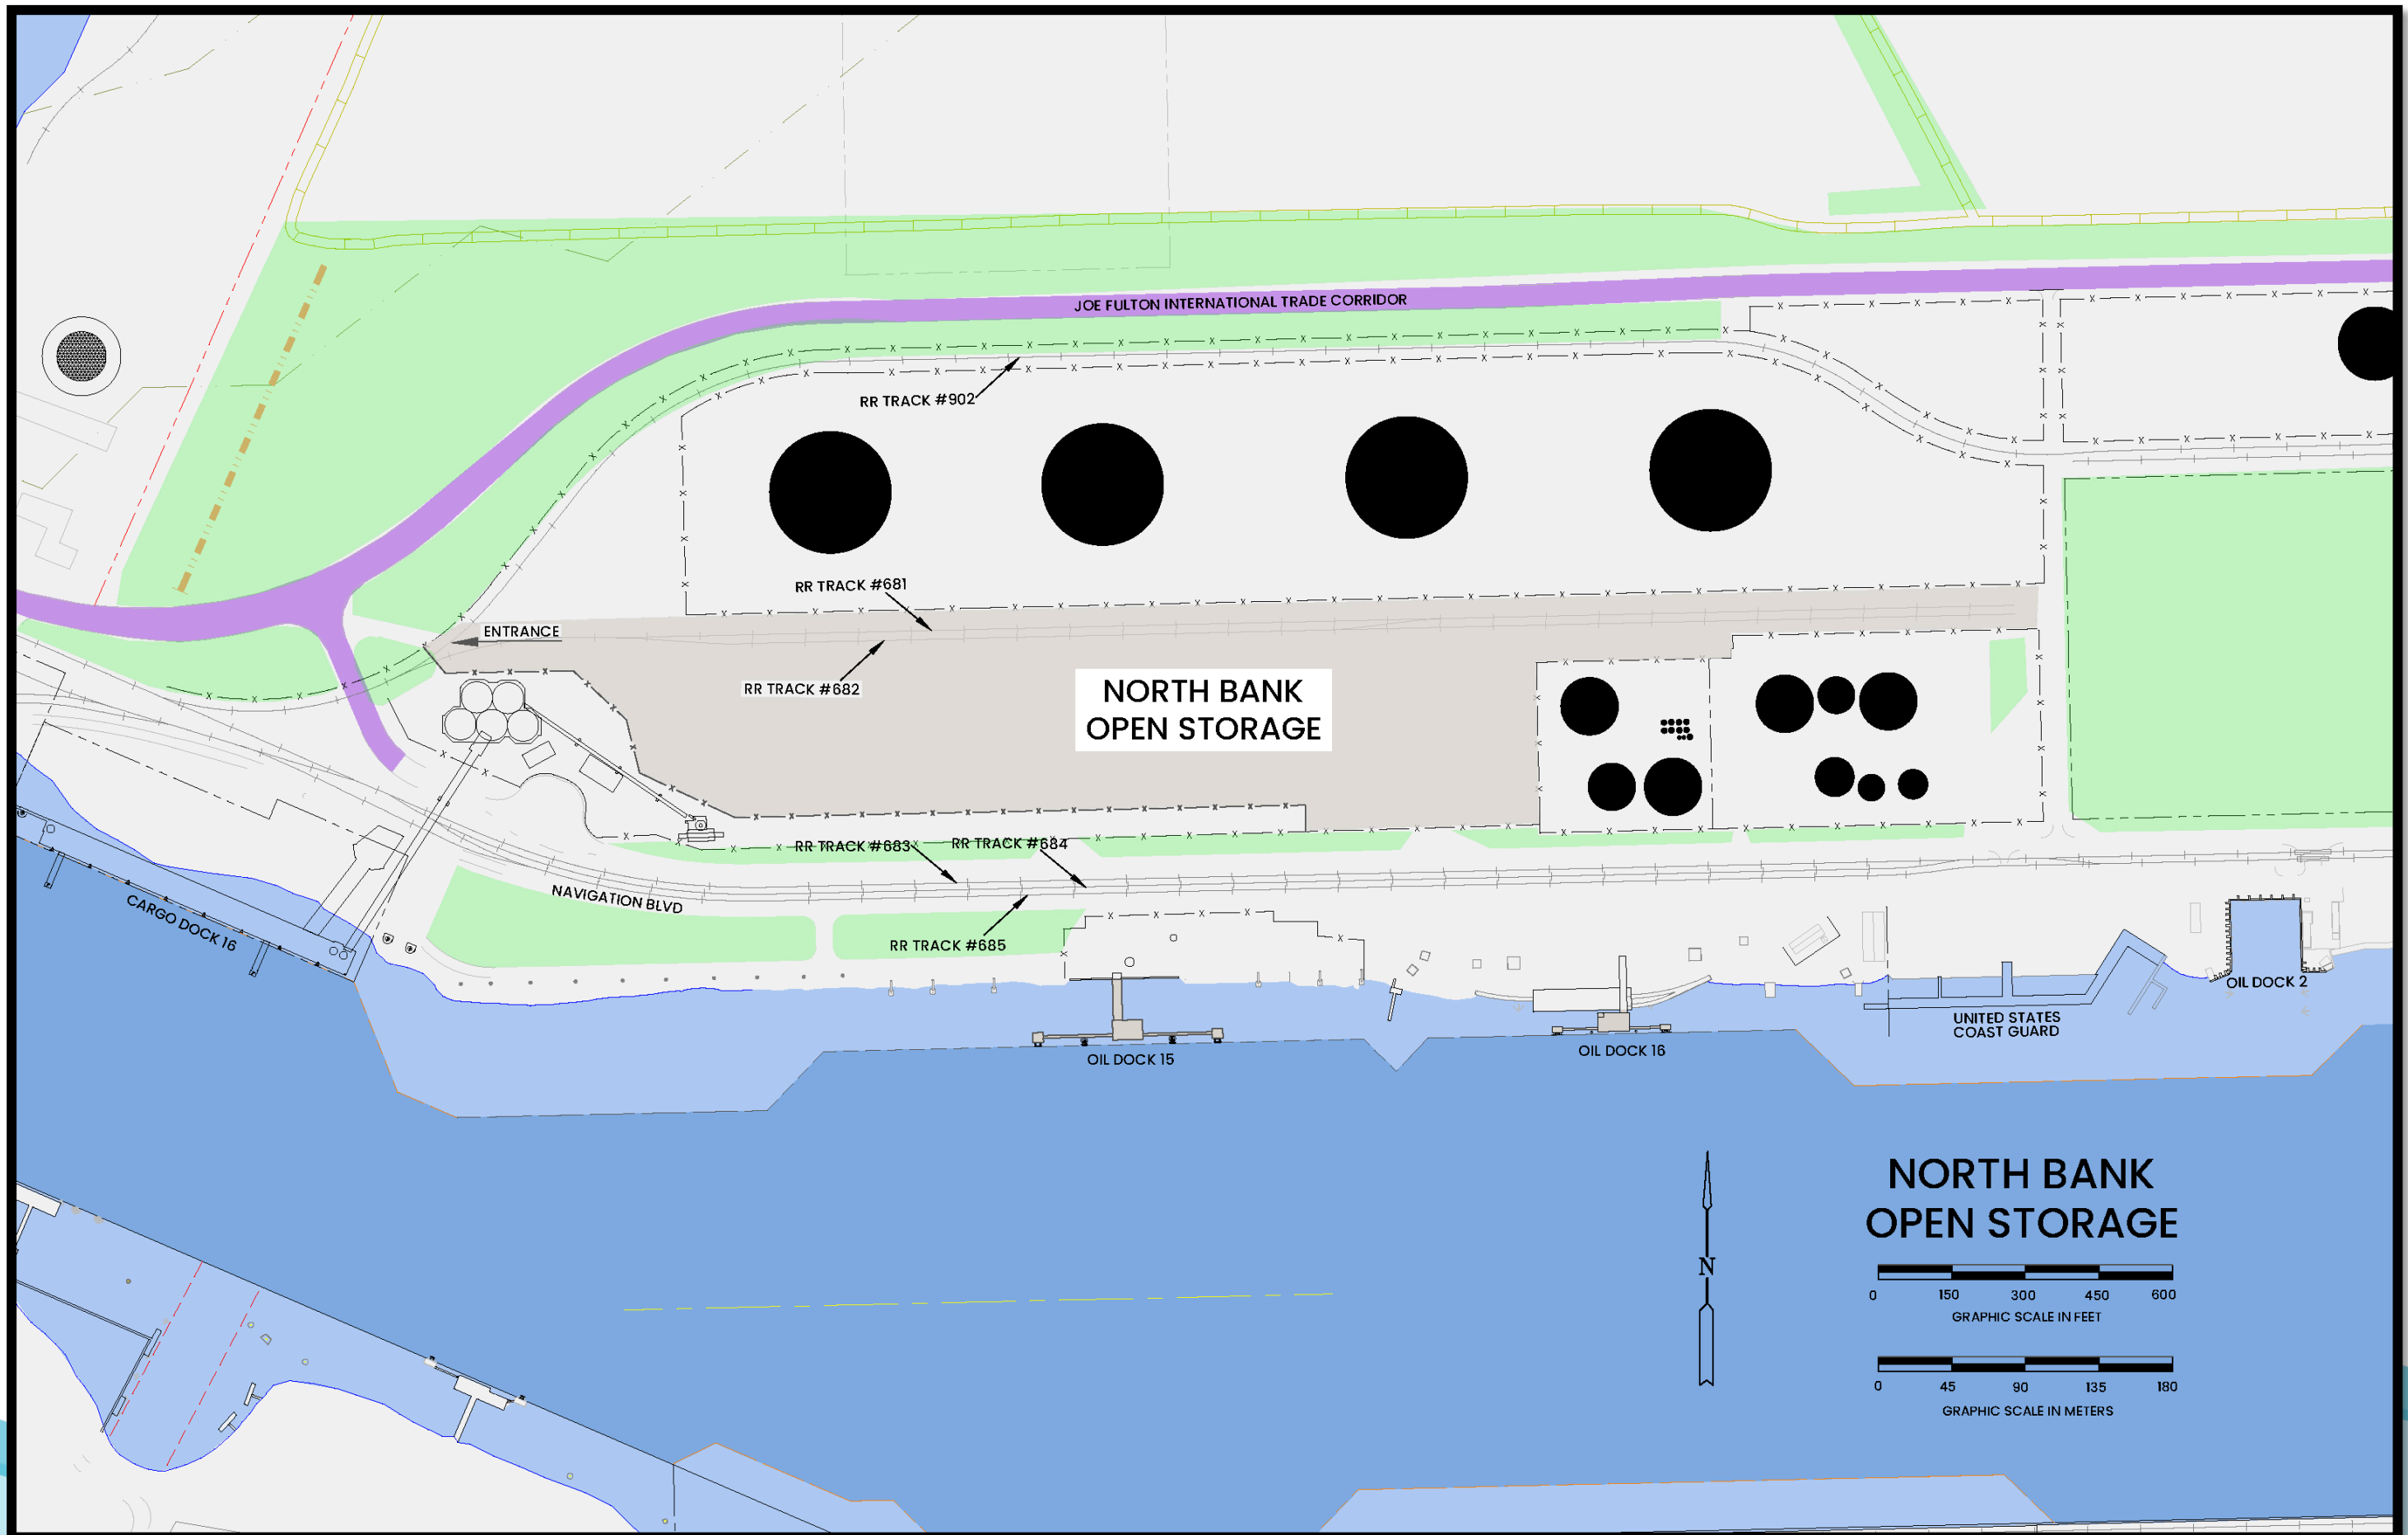 JOE FULTON INTERNATIONAL TRADE CORRIDOR
RR TRACK #902
RR TRACK #681
ENTRANCE
RR TRACK #682
NORTH BANK
OPEN STORAGE
RR TRACK #683
RR TRACK #684
NAVIGATION BLVD
CARGO DOCK 16
RR TRACK #685
OIL DOCK 2
UNITED STATES
COAST GUARD
OIL DOCK 15
OIL DOCK 16
N
NORTH BANK
OPEN STORAGE
0 150 300 450 600
GRAPHIC SCALE IN FEET
0 45 90 135 180
GRAPHIC SCALE IN METERS